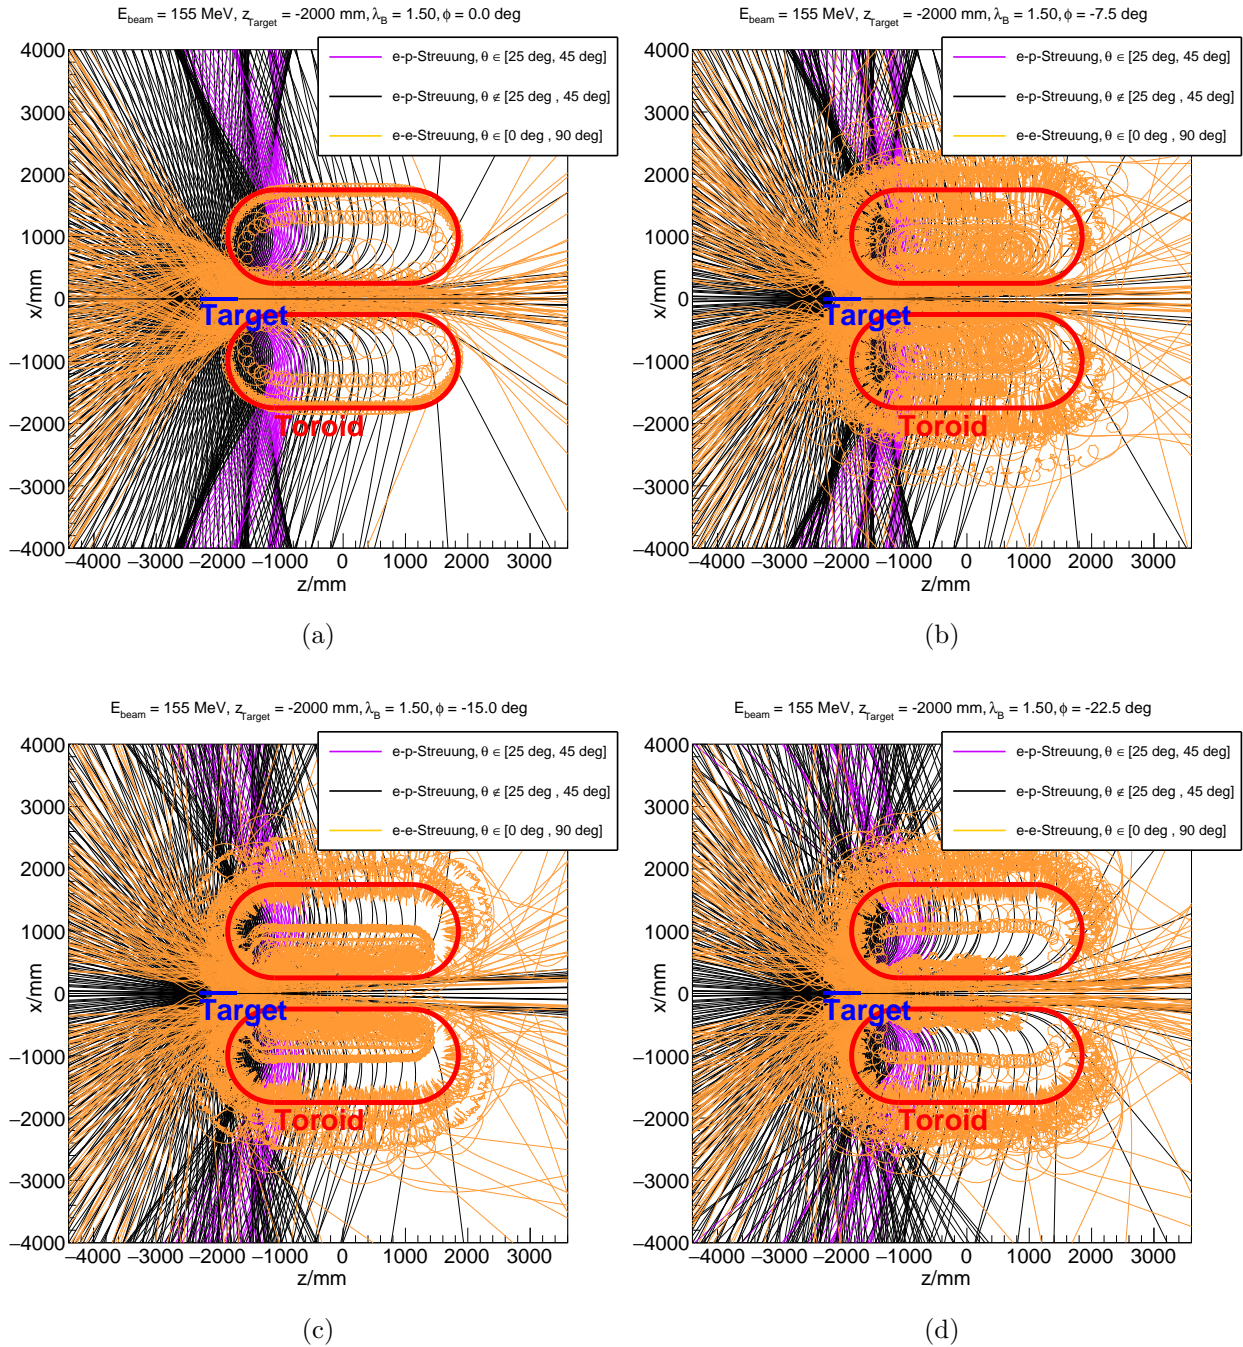 E_beam = 155 MeV, z_Target = -2000 mm, λ_B = 1.50, ϕ = 0.0 deg
4000
3000
2000
1000
0
−1000
−2000
−3000
−4000
x/mm
e-p-Streuung, θ ∈ [25 deg, 45 deg]
e-p-Streuung, θ ∉ [25 deg , 45 deg]
e-e-Streuung, θ ∈ [0 deg , 90 deg]
Target
Toroid
−4000 −3000 −2000 −1000 0 1000 2000 3000
z/mm
(a)
E_beam = 155 MeV, z_Target = -2000 mm, λ_B = 1.50, ϕ = -7.5 deg
4000
3000
2000
1000
0
−1000
−2000
−3000
−4000
x/mm
e-p-Streuung, θ ∈ [25 deg, 45 deg]
e-p-Streuung, θ ∉ [25 deg , 45 deg]
e-e-Streuung, θ ∈ [0 deg , 90 deg]
Target
Toroid
−4000 −3000 −2000 −1000 0 1000 2000 3000
z/mm
(b)
E_beam = 155 MeV, z_Target = -2000 mm, λ_B = 1.50, ϕ = -15.0 deg
4000
3000
2000
1000
0
−1000
−2000
−3000
−4000
x/mm
e-p-Streuung, θ ∈ [25 deg, 45 deg]
e-p-Streuung, θ ∉ [25 deg , 45 deg]
e-e-Streuung, θ ∈ [0 deg , 90 deg]
Target
Toroid
−4000 −3000 −2000 −1000 0 1000 2000 3000
z/mm
(c)
E_beam = 155 MeV, z_Target = -2000 mm, λ_B = 1.50, ϕ = -22.5 deg
4000
3000
2000
1000
0
−1000
−2000
−3000
−4000
x/mm
e-p-Streuung, θ ∈ [25 deg, 45 deg]
e-p-Streuung, θ ∉ [25 deg , 45 deg]
e-e-Streuung, θ ∈ [0 deg , 90 deg]
Target
Toroid
−4000 −3000 −2000 −1000 0 1000 2000 3000
z/mm
(d)